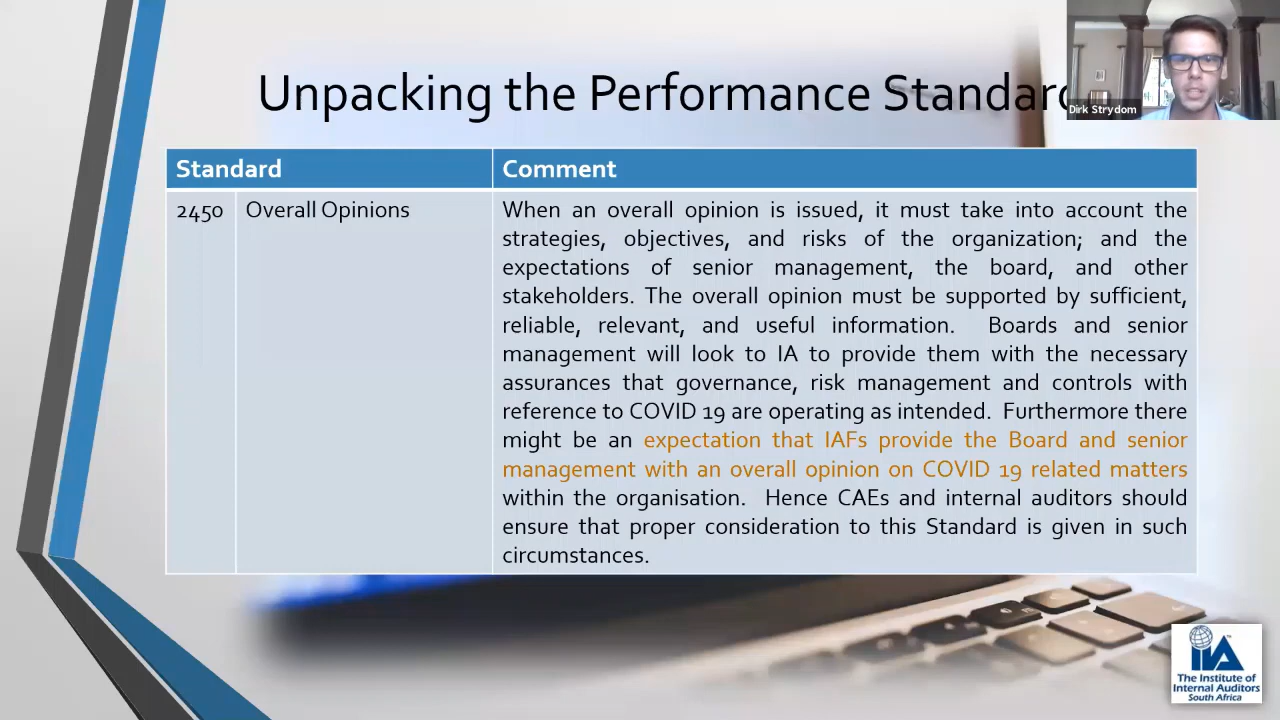 Unpacking the Performance Standard
Dirk Strydom
Standard
Comment
2450
Overall Opinions
When an overall opinion is issued, it must take into account the
strategies, objectives, and risks of the organization; and the
expectations of senior management, the board, and other
stakeholders. The overall opinion must be supported by sufficient,
reliable, relevant, and useful information. Boards and senior
management will look to IA to provide them with the necessary
assurances that governance, risk management and controls with
reference to COVID 19 are operating as intended. Furthermore there
might be an expectation that IAFs provide the Board and senior
management with an overall opinion on COVID 19 related matters
within the organisation. Hence CAEs and internal auditors should
ensure that proper consideration to this Standard is given in such
circumstances.
IIA
The Institute of
Internal Auditors
South Africa